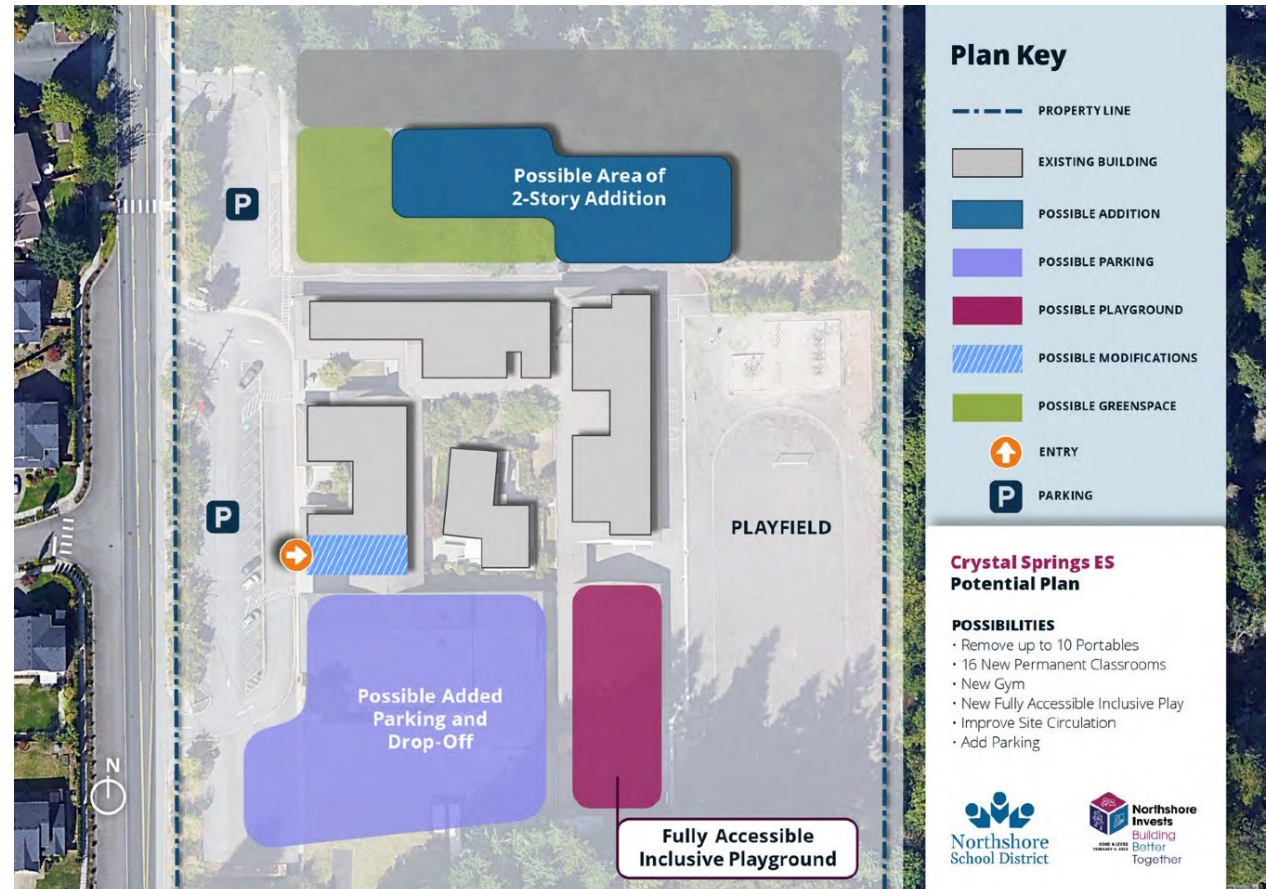 Possible Area of
2-Story Addition
P
P
PLAYFIELD
Possible Added
Parking and
Drop-Off
N
Fully Accessible
Inclusive Playground
Plan Key
PROPERTY LINE
EXISTING BUILDING
POSSIBLE ADDITION
POSSIBLE PARKING
POSSIBLE PLAYGROUND
POSSIBLE MODIFICATIONS
POSSIBLE GREENSPACE
ENTRY
P PARKING
Crystal Springs ES
Potential Plan
POSSIBILITIES
· Remove up to 10 Portables
· 16 New Permanent Classrooms
· New Gym
· New Fully Accessible Inclusive Play
· Improve Site Circulation
· Add Parking
Northshore
School District
Northshore
Invests
Building
Better
Together
BOND & LEVIES